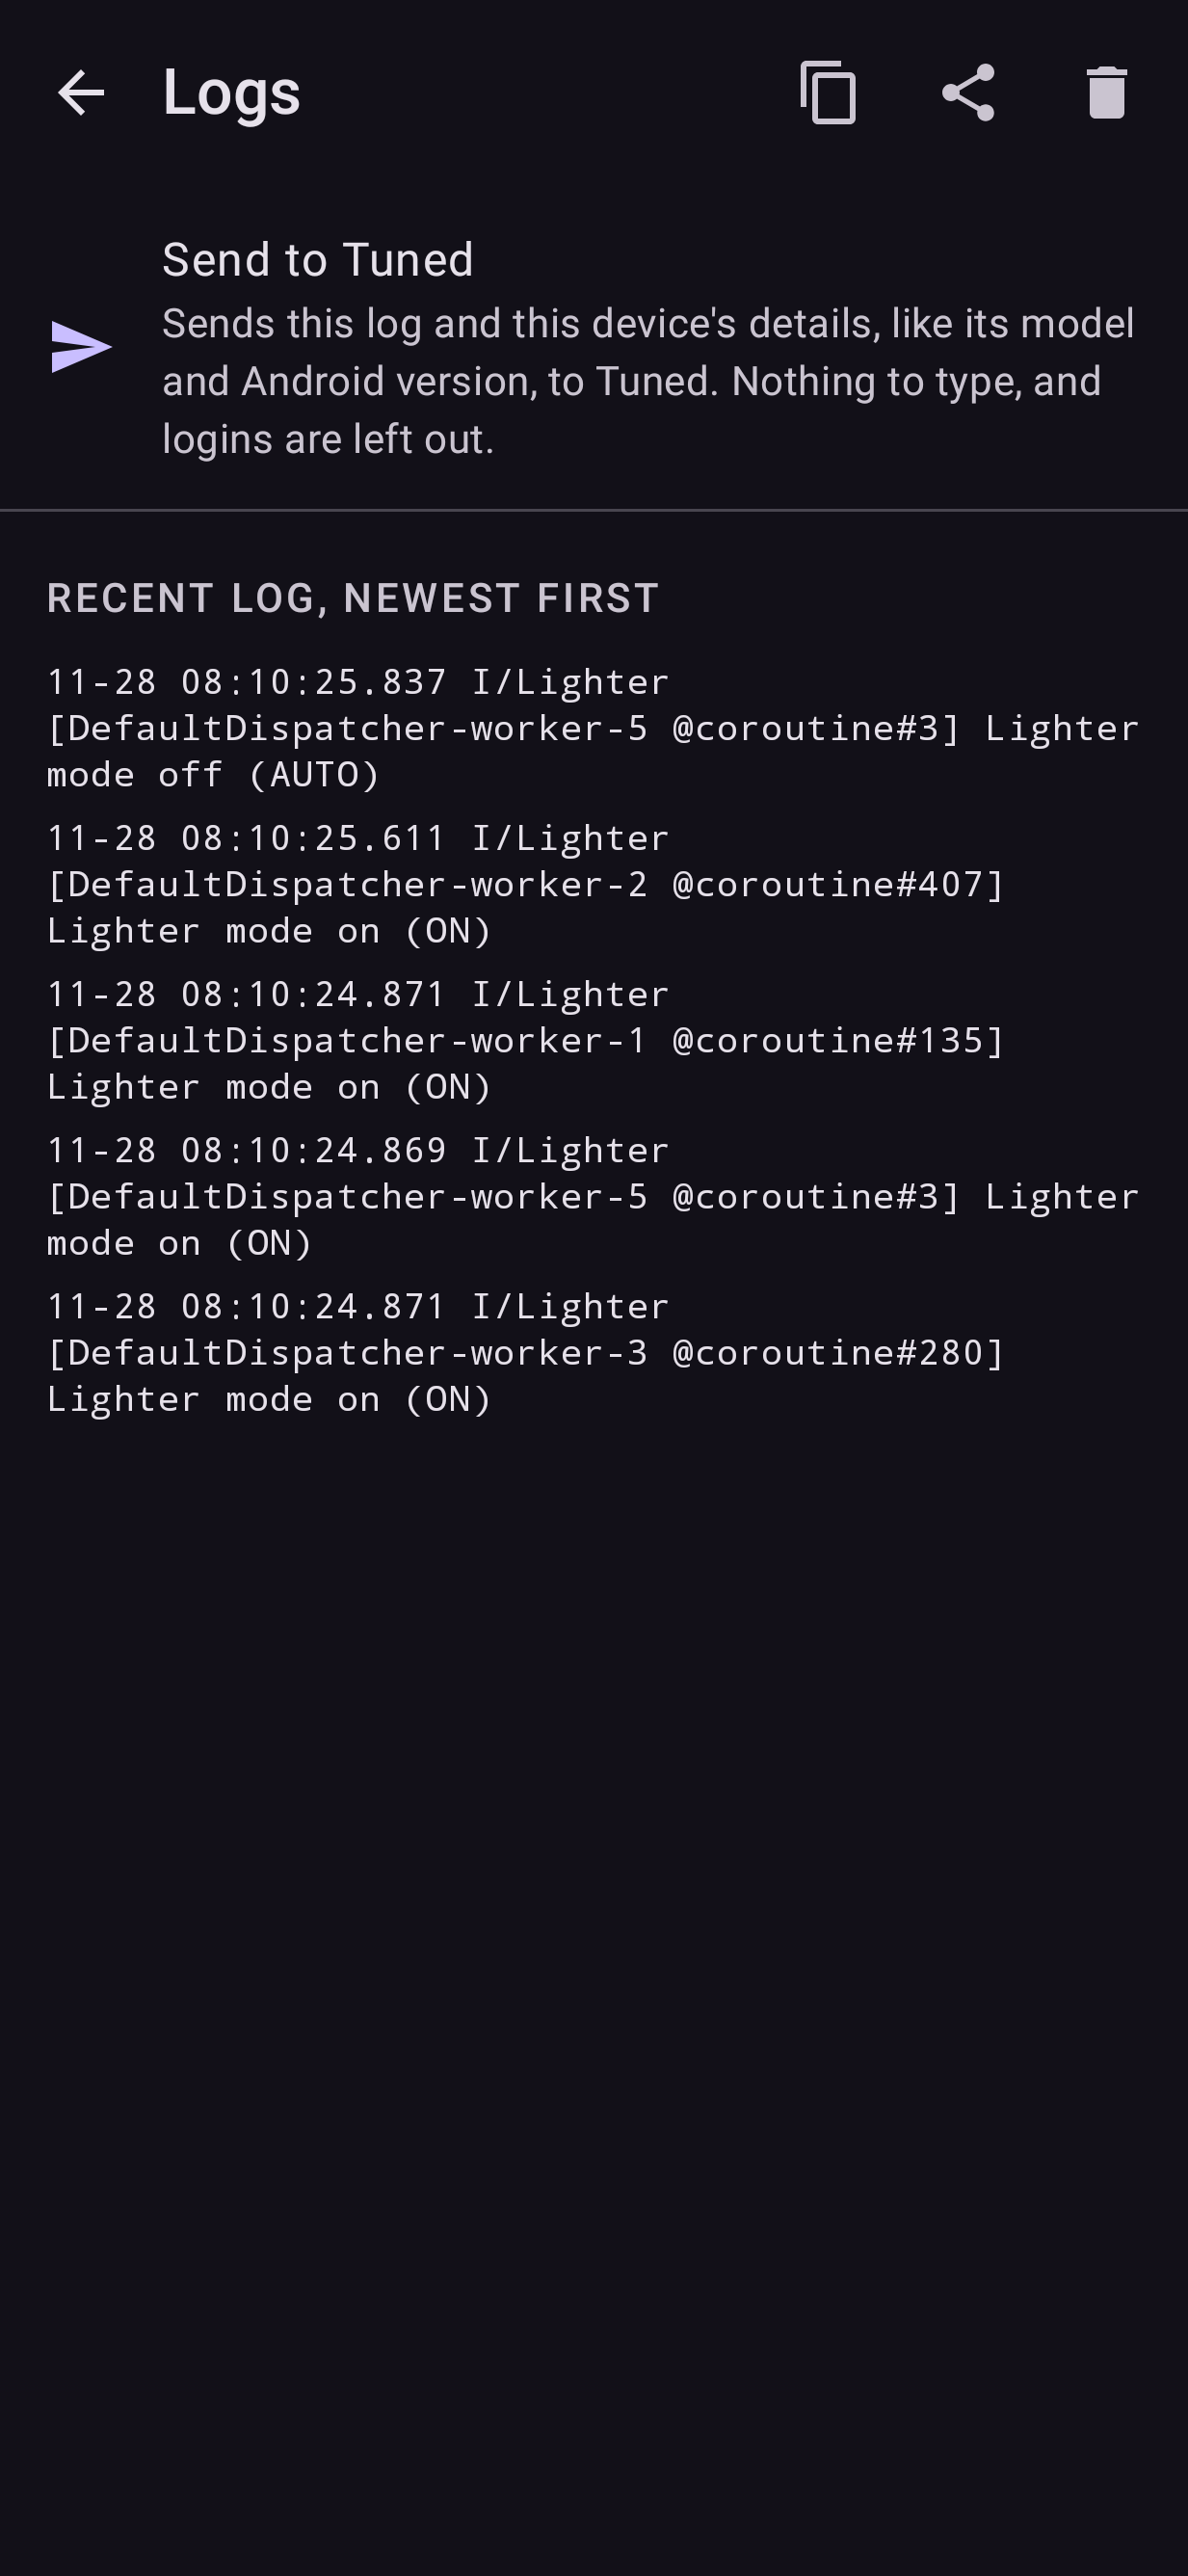 Logs
Send to Tuned
Sends this log and this device's details, like its model
and Android version, to Tuned. Nothing to type, and
logins are left out.
RECENT LOG, NEWEST FIRST
11-28 08:10:25.837 I/Lighter
[DefaultDispatcher-worker-5 @coroutine#3] Lighter
mode off (AUTO)
11-28 08:10:25.611 I/Lighter
[DefaultDispatcher-worker-2 @coroutine#407]
Lighter mode on (ON)
11-28 08:10:24.871 I/Lighter
[DefaultDispatcher-worker-1 @coroutine#135]
Lighter mode on (ON)
11-28 08:10:24.869 I/Lighter
[DefaultDispatcher-worker-5 @coroutine#3] Lighter
mode on (ON)
11-28 08:10:24.871 I/Lighter
[DefaultDispatcher-worker-3 @coroutine#280]
Lighter mode on (ON)